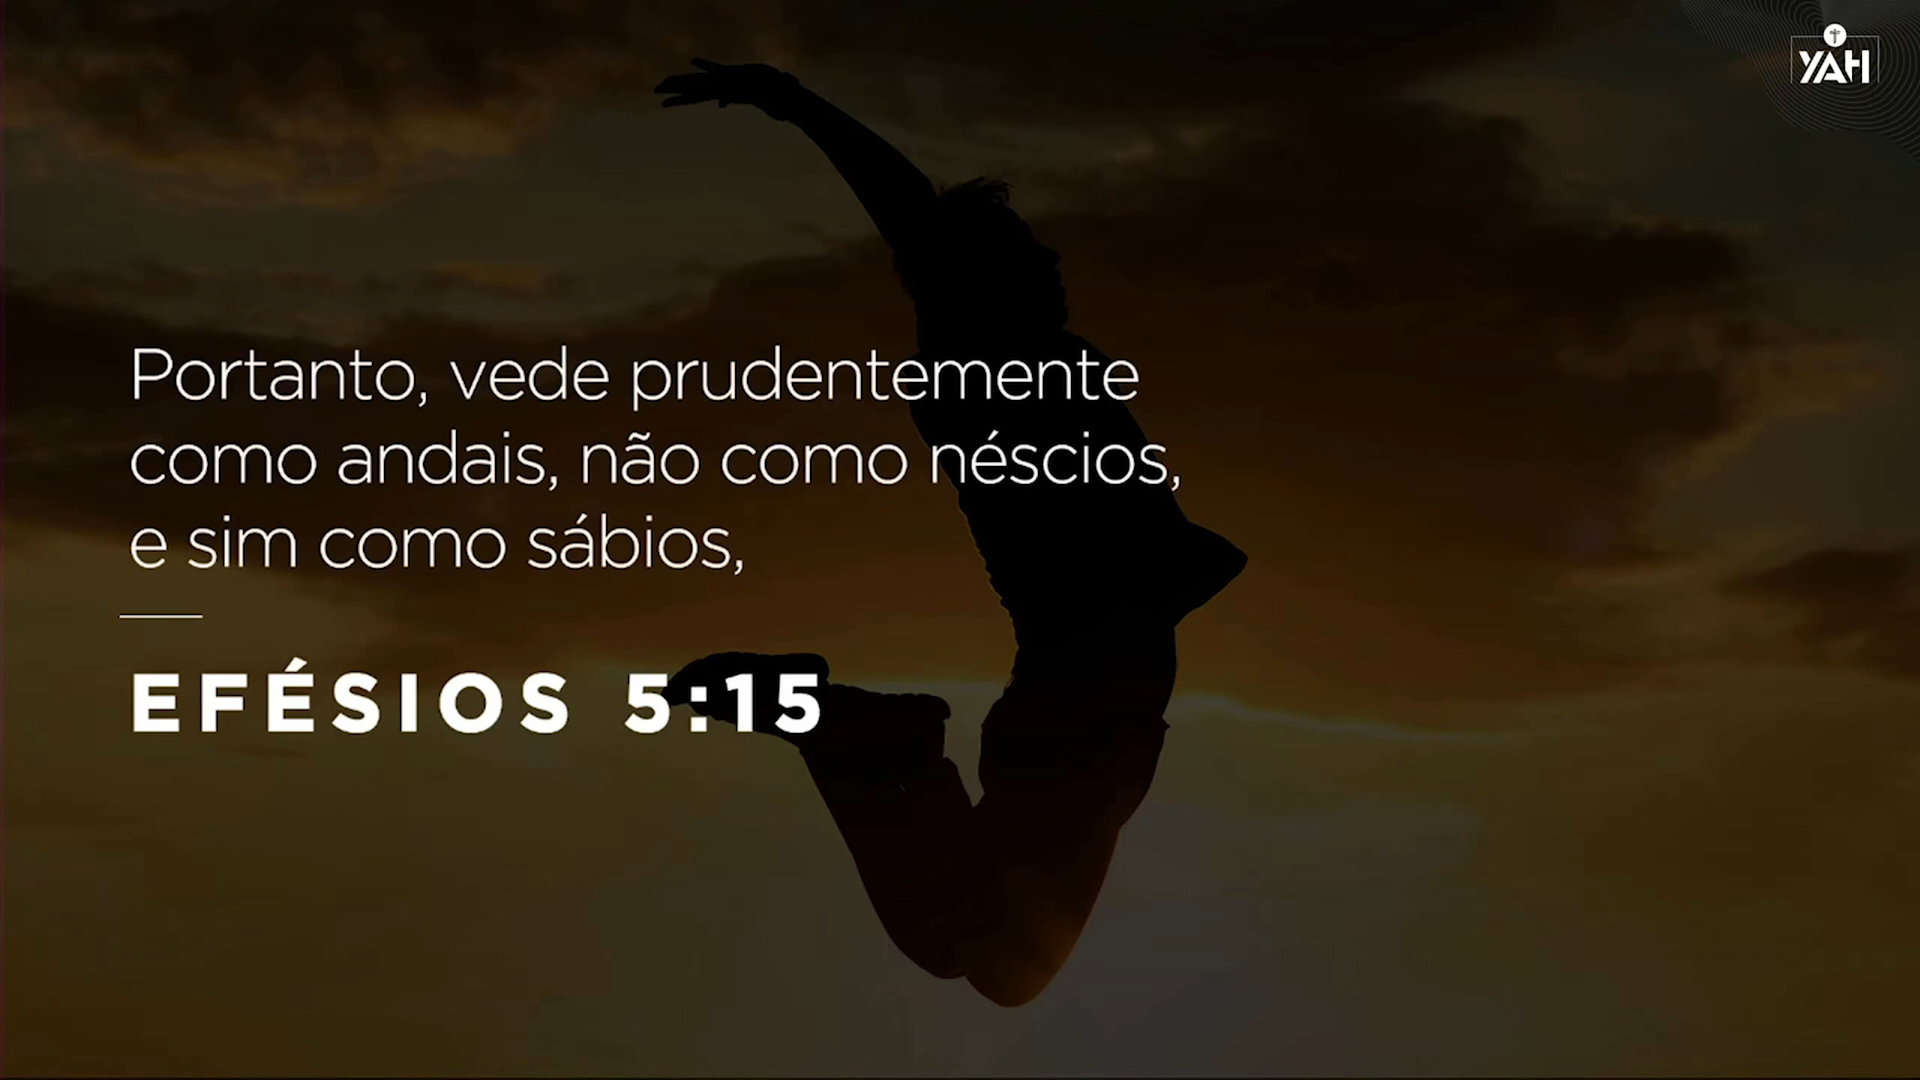 YAH
Portanto, vede prudentemente
como andais, não como néscios,
e sim como sábios,
EFÉSIOS 5:15